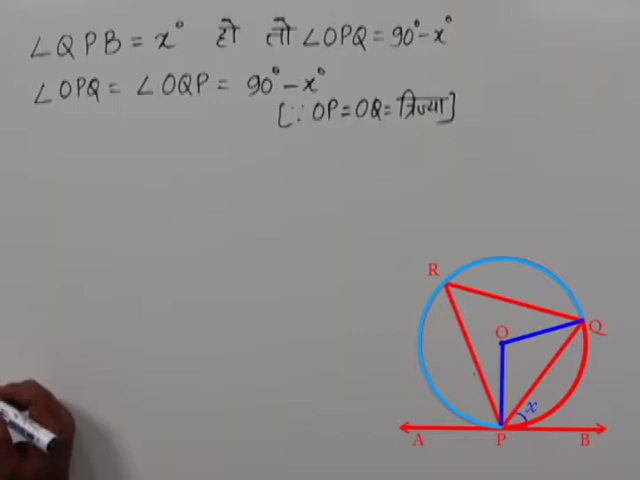 ∠QPB = x° हो तो ∠OPQ = 90° - x°
∠OPQ = ∠OQP = 90° - x°
[∵ OP = OQ = त्रिज्या]
R
O
Q
x
A P B